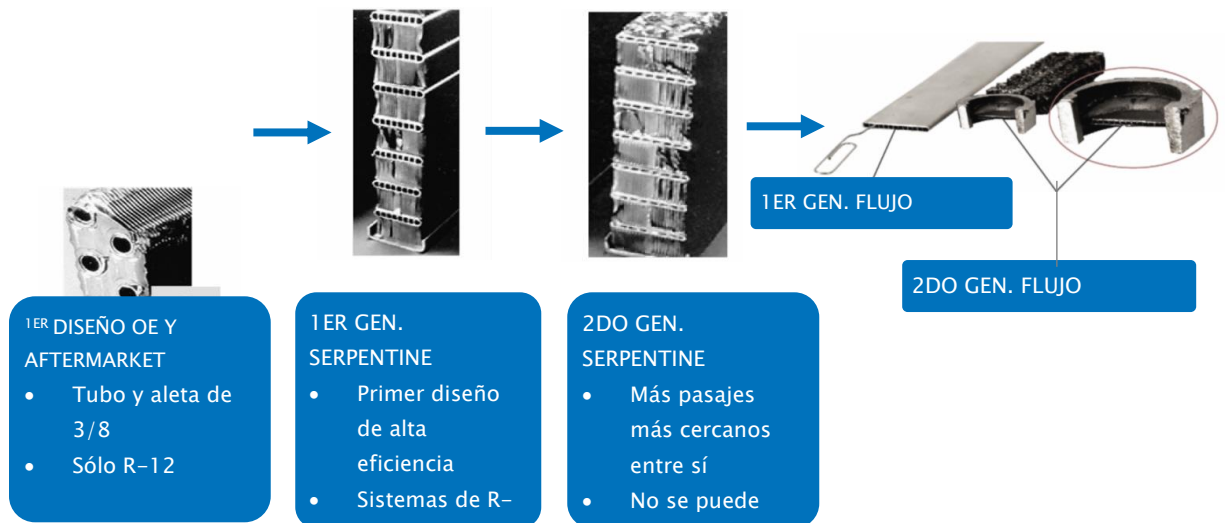 1ER GEN. FLUJO
2DO GEN. FLUJO
1ER DISEÑO OE Y
AFTERMARKET
• Tubo y aleta de
3/8
• Sólo R-12
1ER GEN.
SERPENTINE
• Primer diseño
de alta
eficiencia
• Sistemas de R-
2DO GEN.
SERPENTINE
• Más pasajes
más cercanos
entre sí
• No se puede